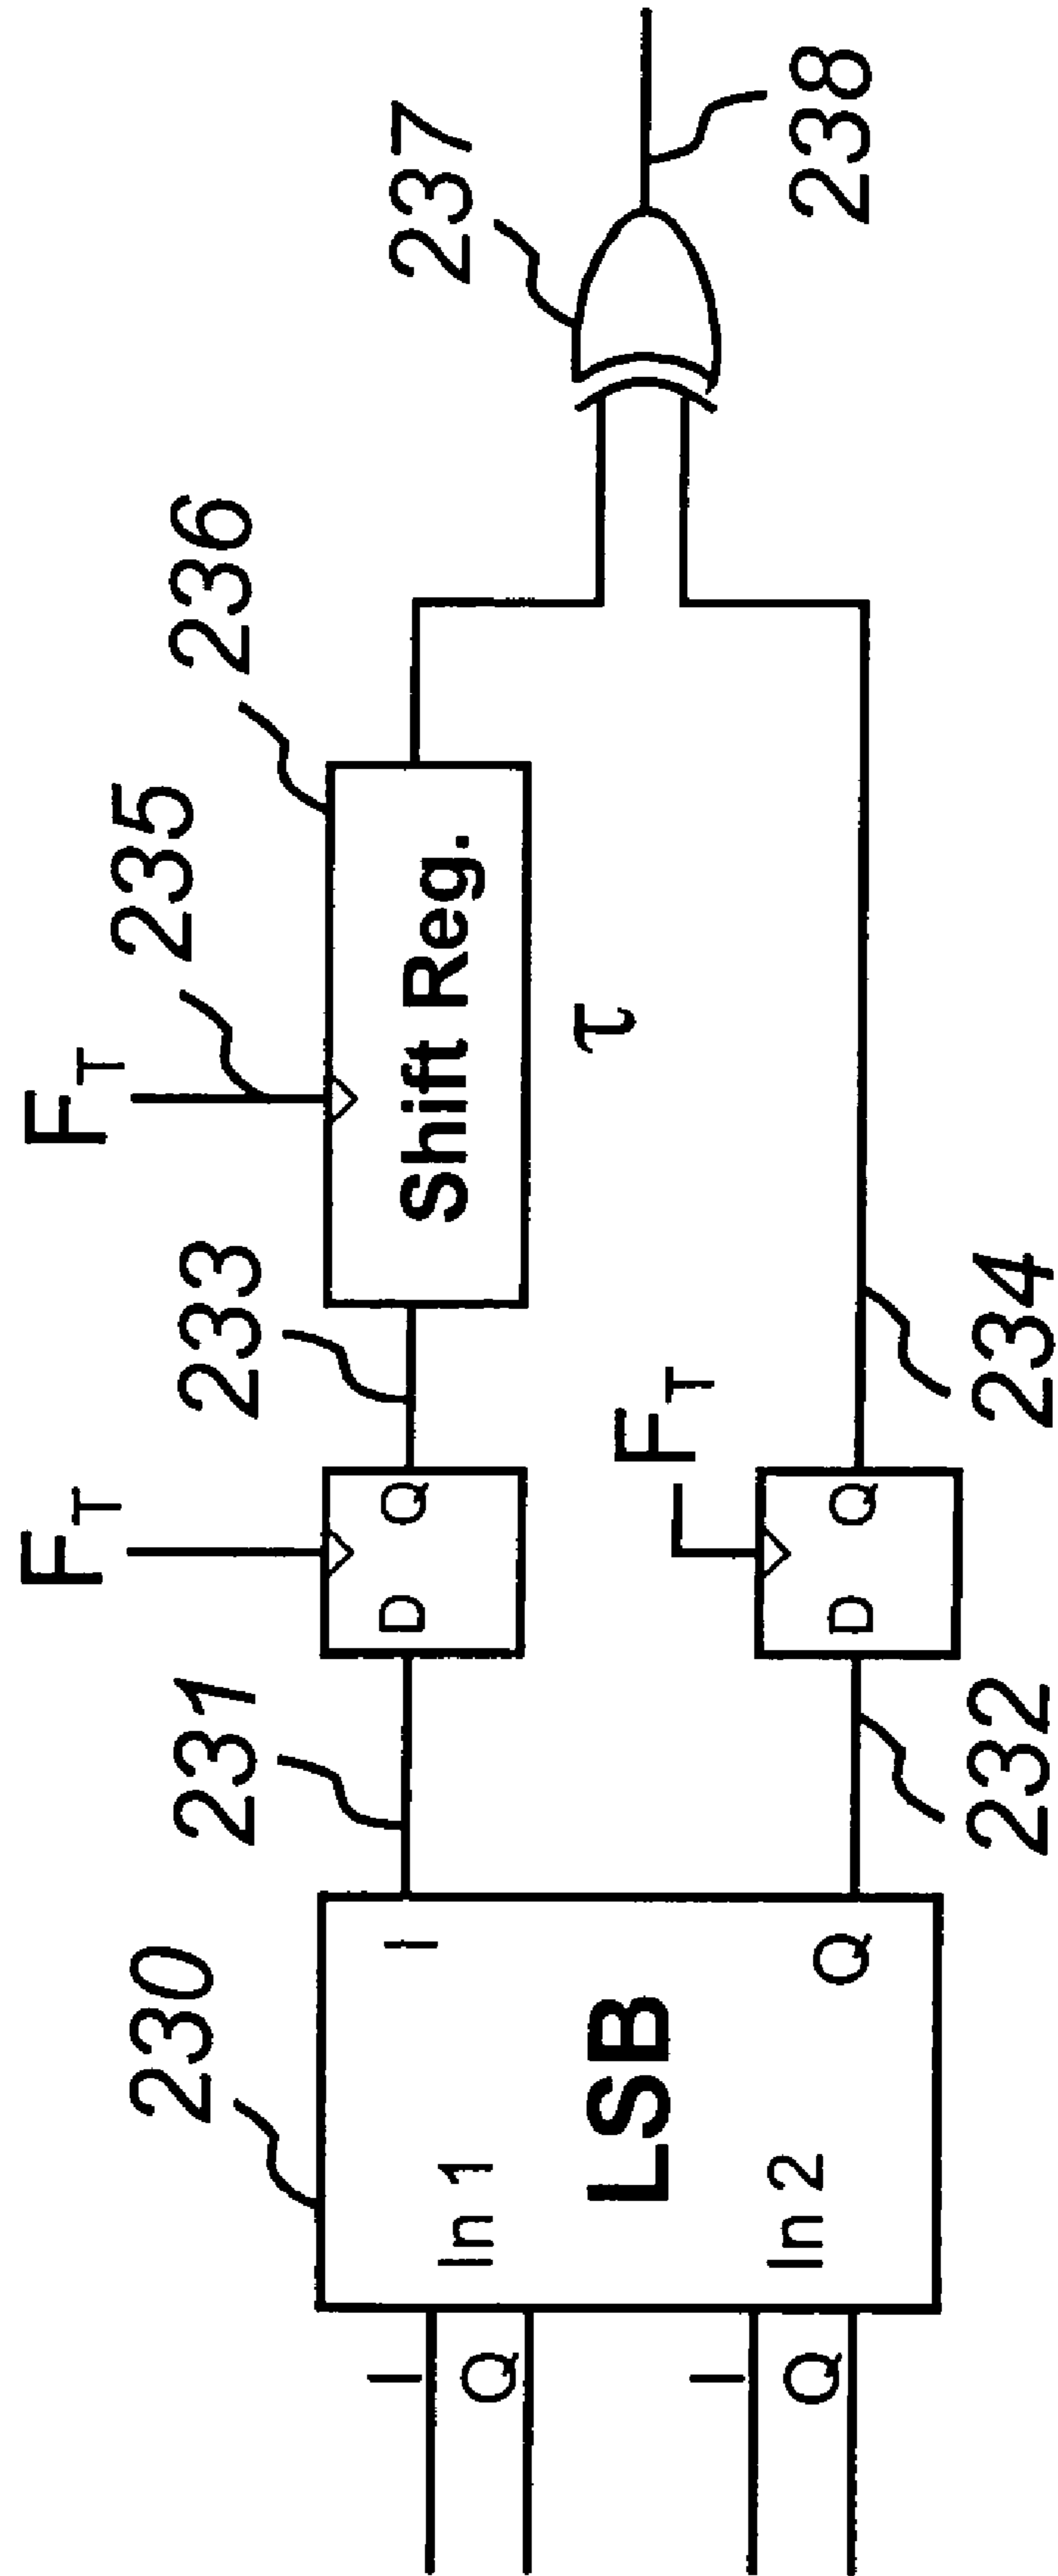 230
I
Q
In 1
I
LSB
I
Q
In 2
Q
231
232
F_T
D Q
F_T
D Q
233
234
F_T
235
236
Shift Reg.
τ
237
238